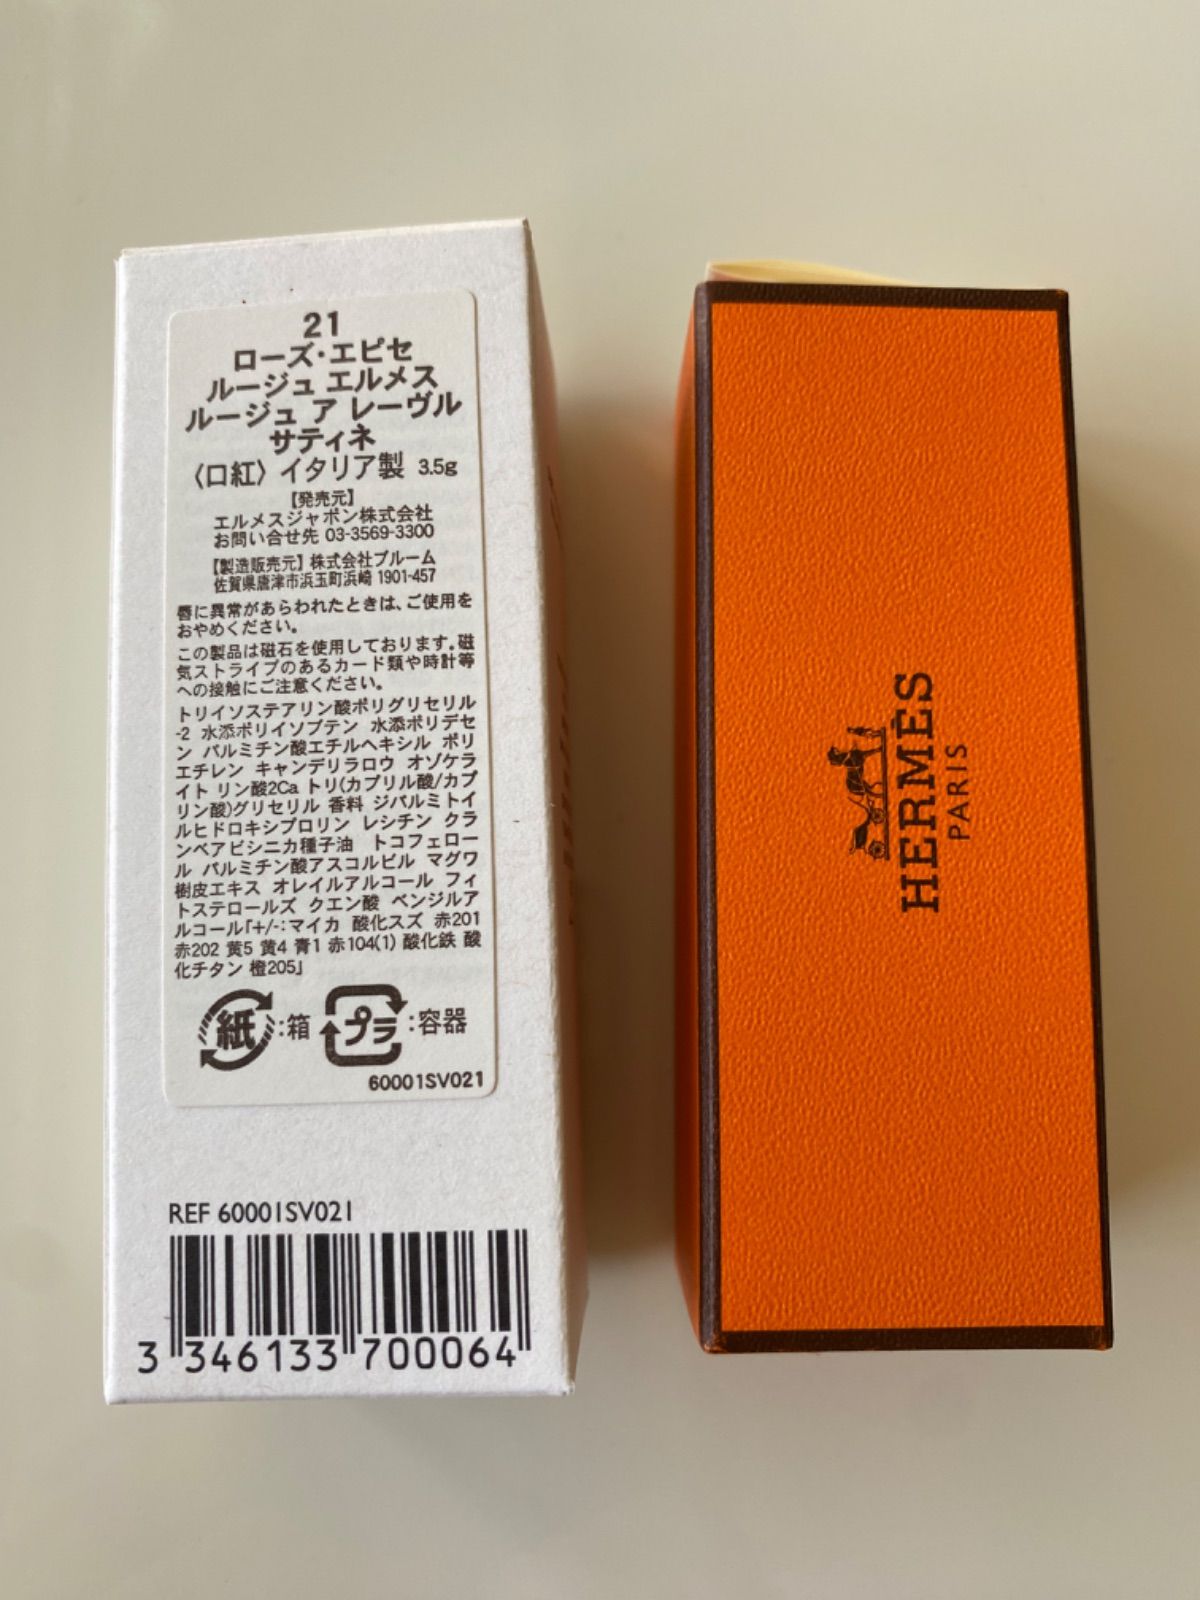 21
ローズ・エピセ
ルージュ エルメス
ルージュ ア レーヴル
サティネ
〈口紅〉イタリア製 3.5g
【発売元】
エルメスジャポン株式会社
お問い合せ先 03-3569-3300
【製造販売元】株式会社ブルーム
佐賀県唐津市浜玉町浜崎 1901-457
唇に異常があらわれたときは、ご使用を
おやめください。
この製品は磁石を使用しております。磁
気ストライプのあるカード類や時計等
への接触にご注意ください。
トリイソステアリン酸ポリグリセリル
-2 水添ポリイソブテン 水添ポリデセ
ン パルミチン酸エチルヘキシル ポリ
エチレン キャンデリラロウ オゾケラ
イト リン酸2Ca トリ(カプリル酸/カプ
リン酸)グリセリル 香料 ジパルミトイ
ルヒドロキシプロリン レシチン クラ
ンベアビシニカ種子油 トコフェロー
ル パルミチン酸アスコルビル マグワ
樹皮エキス オレイルアルコール フィ
トステロールズ クエン酸 ベンジルア
ルコール「+/-:マイカ 酸化スズ 赤201
赤202 黄5 黄4 青1 赤104(1) 酸化鉄 酸
化チタン 橙205」
紙:箱 プラ:容器
60001SV021
REF 60001SV021
3 346133 700064
HERMÈS
PARIS